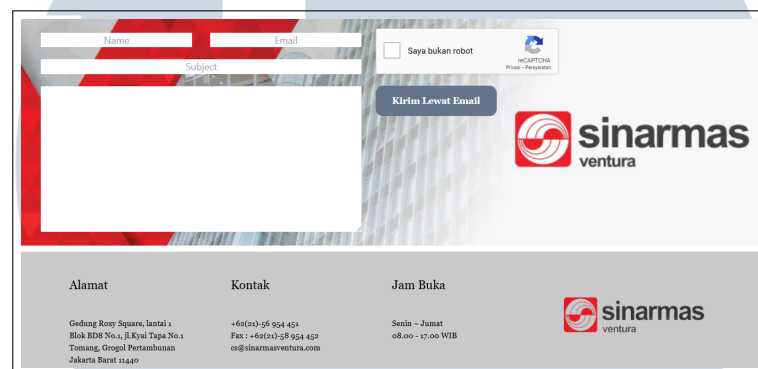 Name
Email
Subject
Saya bukan robot
reCAPTCHA
Privasi - Persyaratan
Kirim Lewat Email
sinarmas
ventura
Alamat
Gedung Roxy Square, lantai 1
Blok BD8 No.1, jl.Kyai Tapa No.1
Tomang, Grogol Pertambunan
Jakarta Barat 11440
Kontak
+62(21)-56 954 451
Fax : +62(21)-58 954 452
cs@sinarmasventura.com
Jam Buka
Senin ~ Jumat
08.00 - 17.00 WIB
sinarmas
ventura